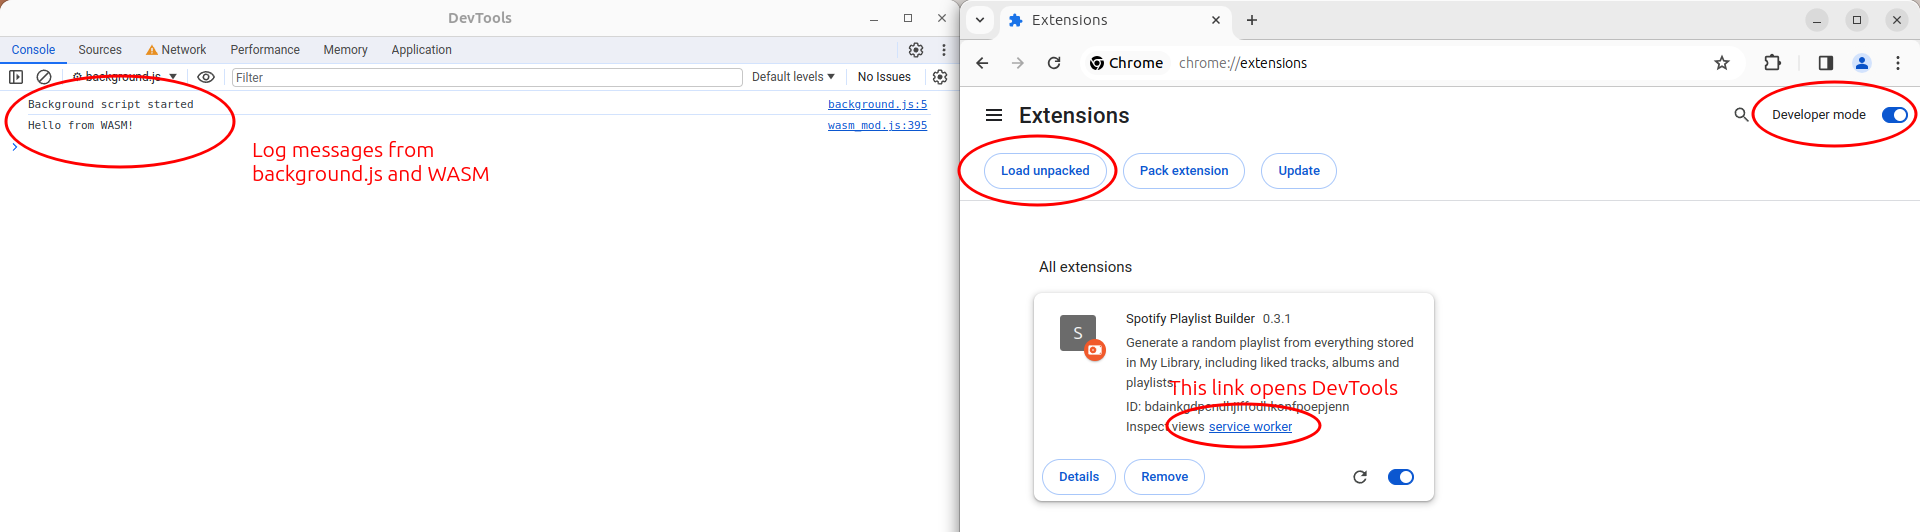 DevTools
Console Sources Network Performance Memory Application
background.js Filter Default levels No Issues
Background script started background.js:5
Hello from WASM! wasm_mod.js:395
Log messages from
background.js and WASM
Extensions
Chrome chrome://extensions
Extensions
Developer mode
Load unpacked Pack extension Update
All extensions
S
Spotify Playlist Builder 0.3.1
Generate a random playlist from everything stored
in My Library, including liked tracks, albums and
playlists
This link opens DevTools
ID:
Inspect views service worker
Details Remove